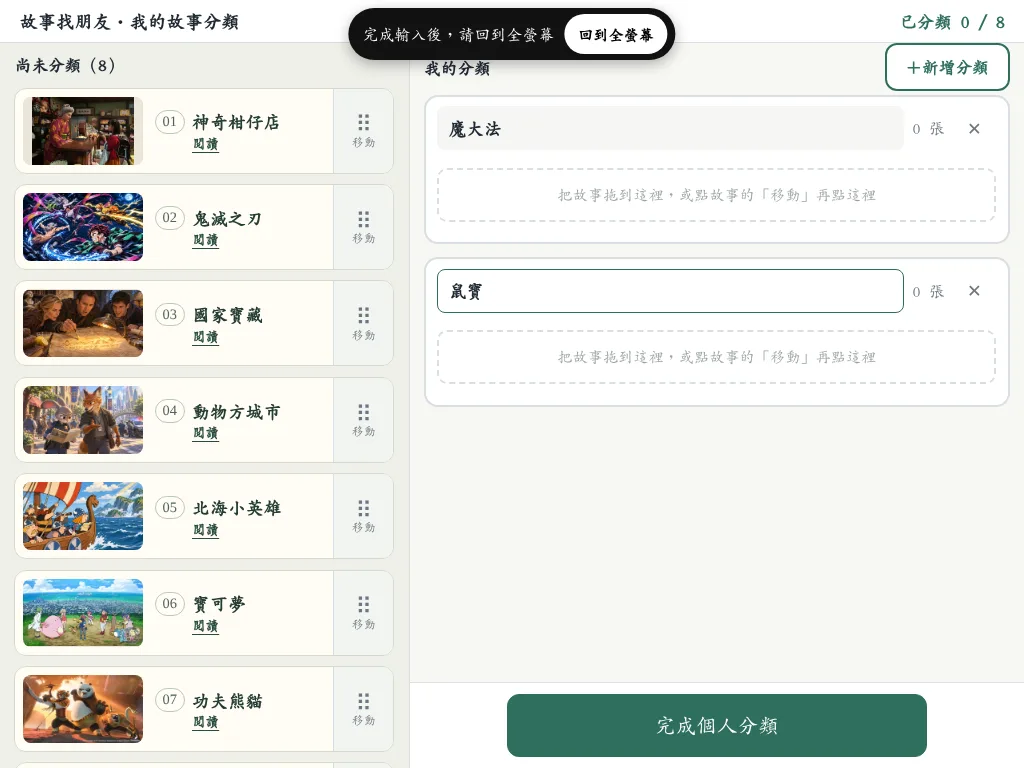 故事找朋友・我的故事分類
完成輸入後，請回到全螢幕
回到全螢幕
已分類 0 / 8
尚未分類（8）
我的分類
＋新增分類
01 神奇柑仔店
閱讀
移動
02 鬼滅之刃
閱讀
移動
03 國家寶藏
閱讀
移動
04 動物方城市
閱讀
移動
05 北海小英雄
閱讀
移動
06 寶可夢
閱讀
移動
07 功夫熊貓
閱讀
移動
魔大法
0 張 ✕
把故事拖到這裡，或點故事的「移動」再點這裡
鼠寶
0 張 ✕
把故事拖到這裡，或點故事的「移動」再點這裡
完成個人分類